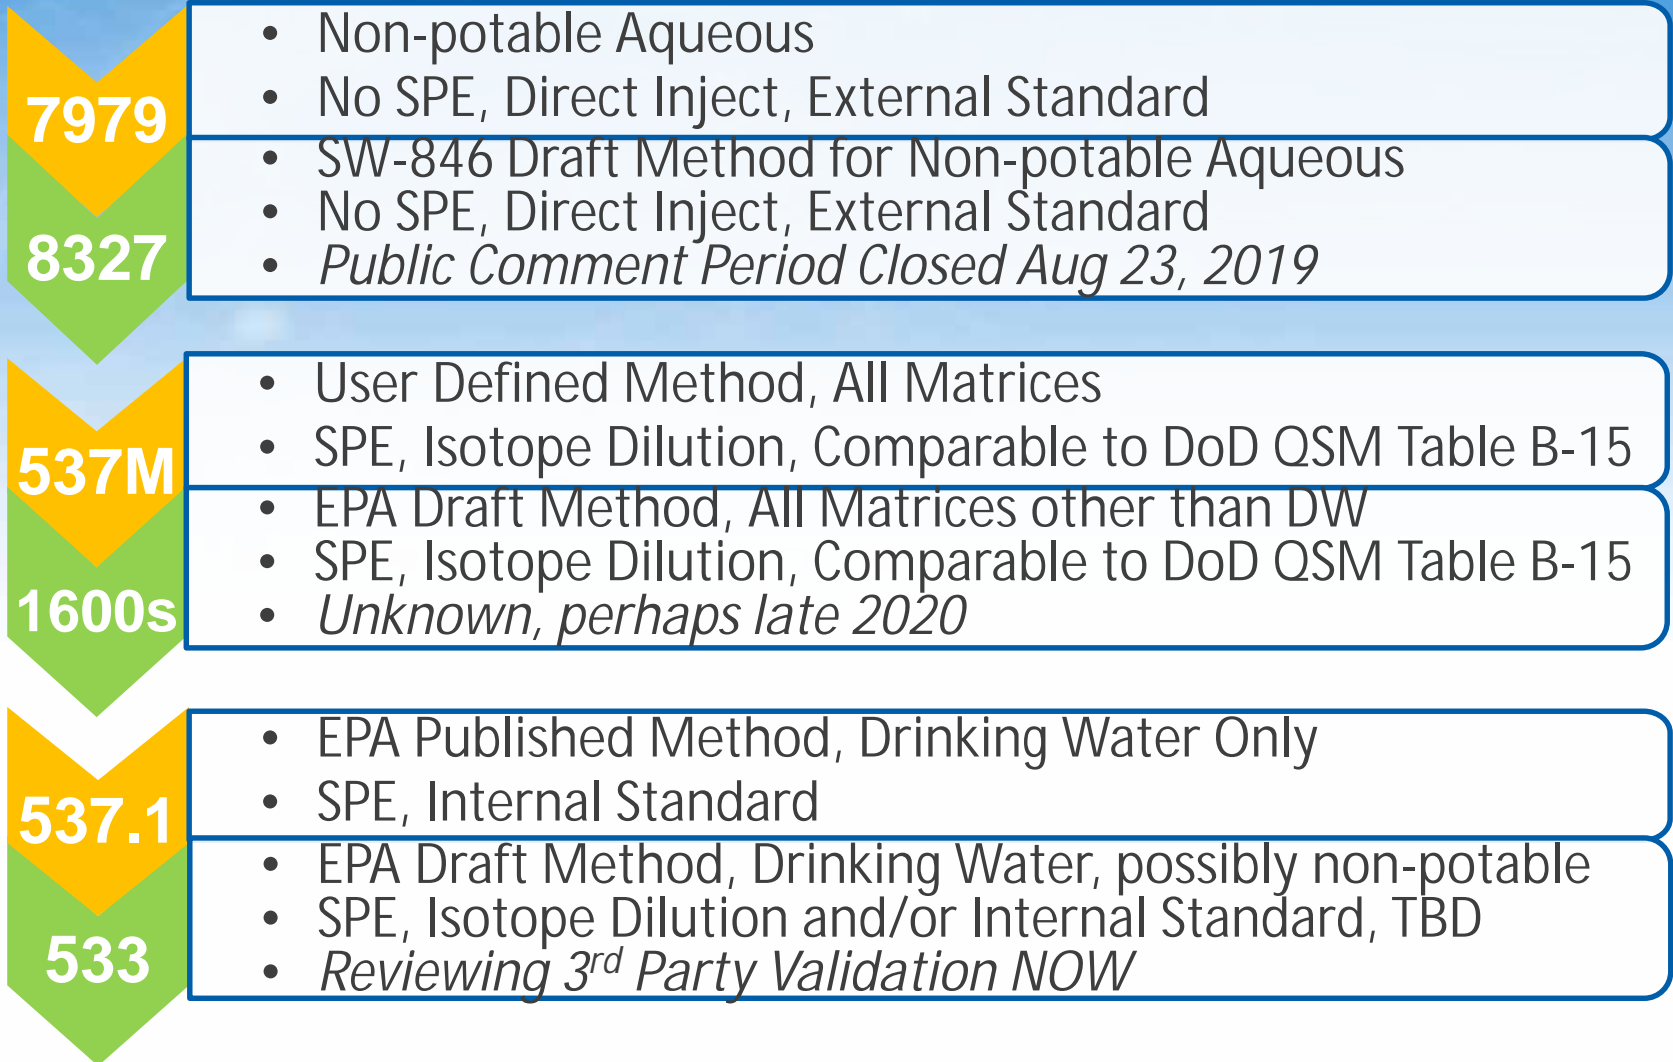 7979
• Non-potable Aqueous
• No SPE, Direct Inject, External Standard
8327
• SW-846 Draft Method for Non-potable Aqueous
• No SPE, Direct Inject, External Standard
• Public Comment Period Closed Aug 23, 2019
537M
• User Defined Method, All Matrices
• SPE, Isotope Dilution, Comparable to DoD QSM Table B-15
1600s
• EPA Draft Method, All Matrices other than DW
• SPE, Isotope Dilution, Comparable to DoD QSM Table B-15
• Unknown, perhaps late 2020
537.1
• EPA Published Method, Drinking Water Only
• SPE, Internal Standard
533
• EPA Draft Method, Drinking Water, possibly non-potable
• SPE, Isotope Dilution and/or Internal Standard, TBD
• Reviewing 3rd Party Validation NOW